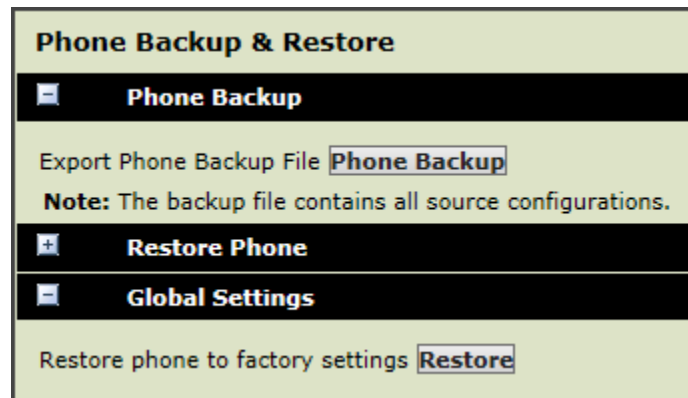 Phone Backup & Restore
Phone Backup
Export Phone Backup File Phone Backup
Note: The backup file contains all source configurations.
Restore Phone
Global Settings
Restore phone to factory settings Restore